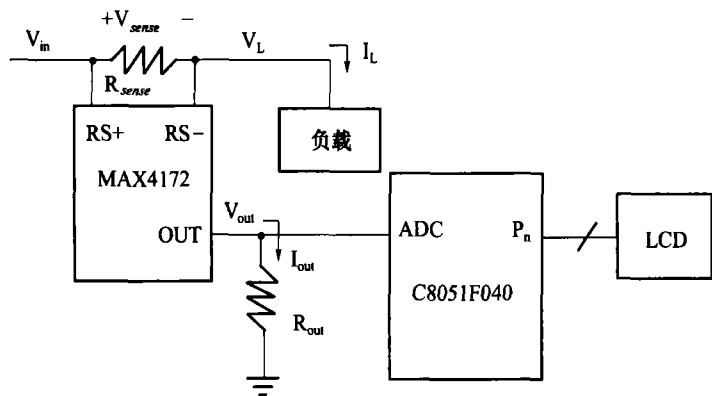 +V_sense −
V_in
V_L
I_L
R_sense
RS+ RS−
MAX4172
OUT
负载
V_out
I_out
R_out
ADC P_n
C8051F040
LCD